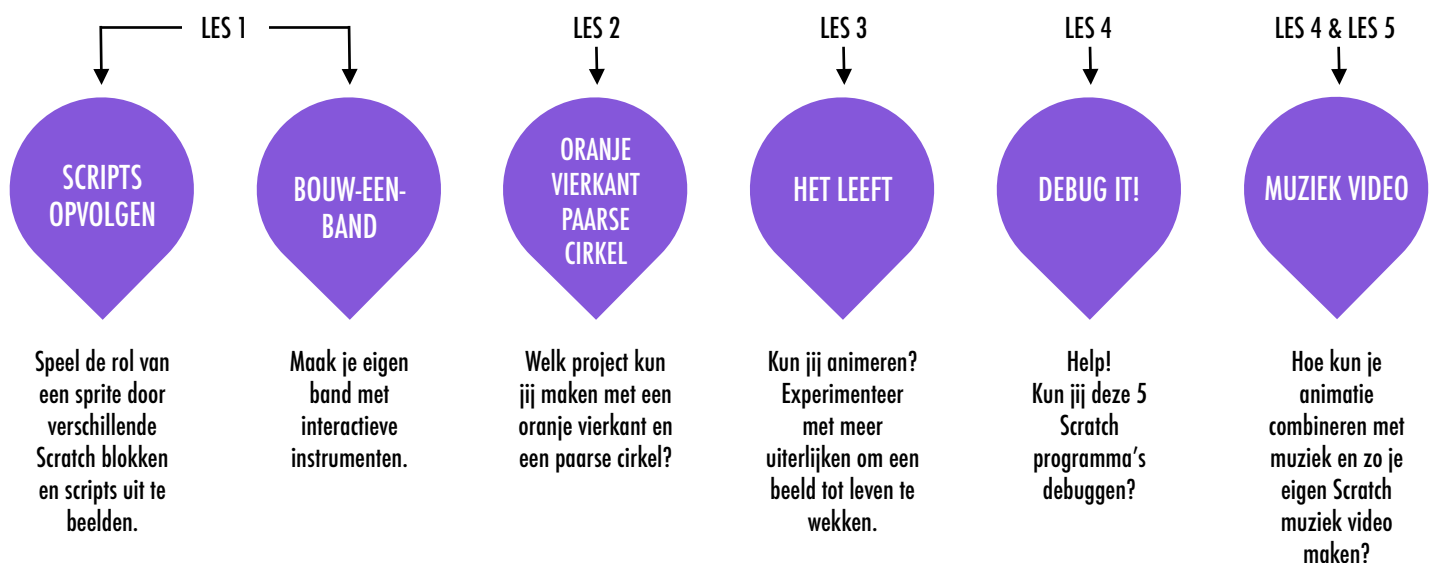 LES 1
LES 2
LES 3
LES 4
LES 4 & LES 5
SCRIPTS
OPVOLGEN
BOUW-EEN-
BAND
ORANJE
VIERKANT
PAARSE
CIRKEL
HET LEEFT
DEBUG IT!
MUZIEK VIDEO
Speel de rol van
een sprite door
verschillende
Scratch blokken
en scripts uit te
beelden.
Maak je eigen
band met
interactieve
instrumenten.
Welk project kun
jij maken met een
oranje vierkant en
een paarse cirkel?
Kun jij animeren?
Experimenteer
met meer
uiterlijken om een
beeld tot leven te
wekken.
Help!
Kun jij deze 5
Scratch
programma's
debuggen?
Hoe kun je
animatie
combineren met
muziek en zo je
eigen Scratch
muziek video
maken?